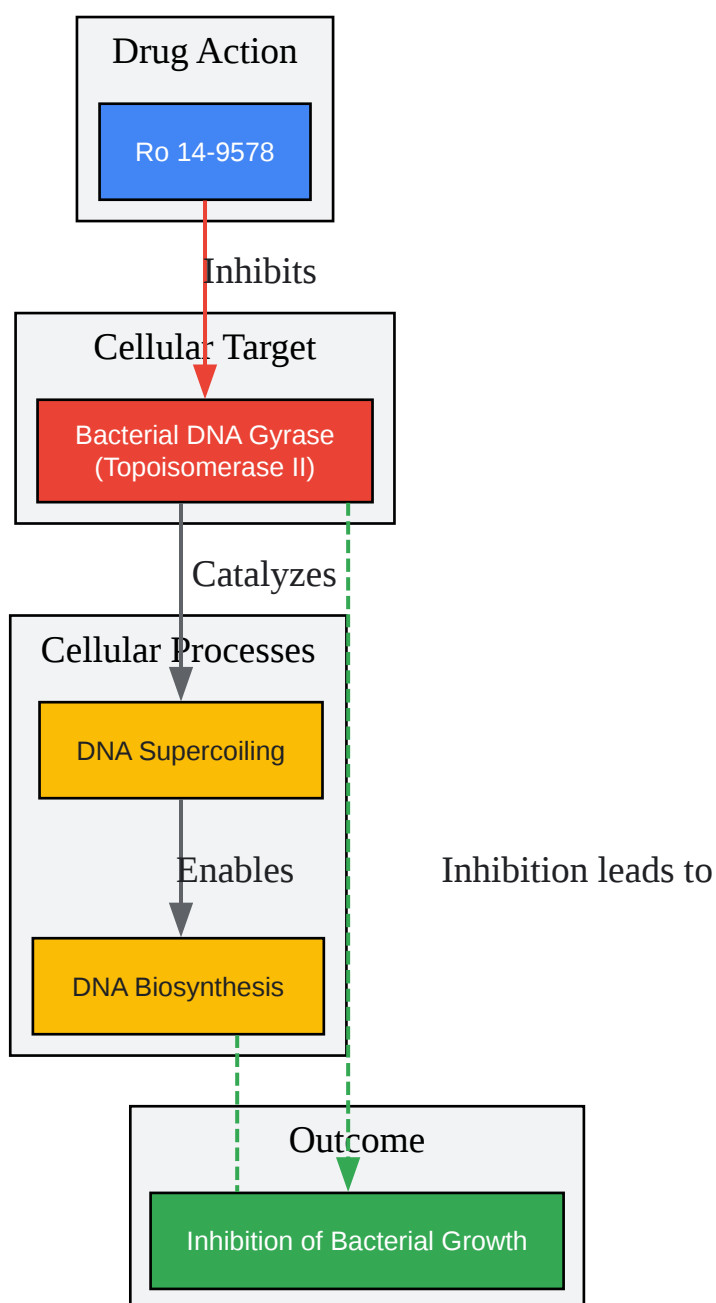 Drug Action
Ro 14-9578
Inhibits
Cellular Target
Bacterial DNA Gyrase
(Topoisomerase II)
Catalyzes
Cellular Processes
DNA Supercoiling
Enables
Inhibition leads to
DNA Biosynthesis
Outcome
Inhibition of Bacterial Growth